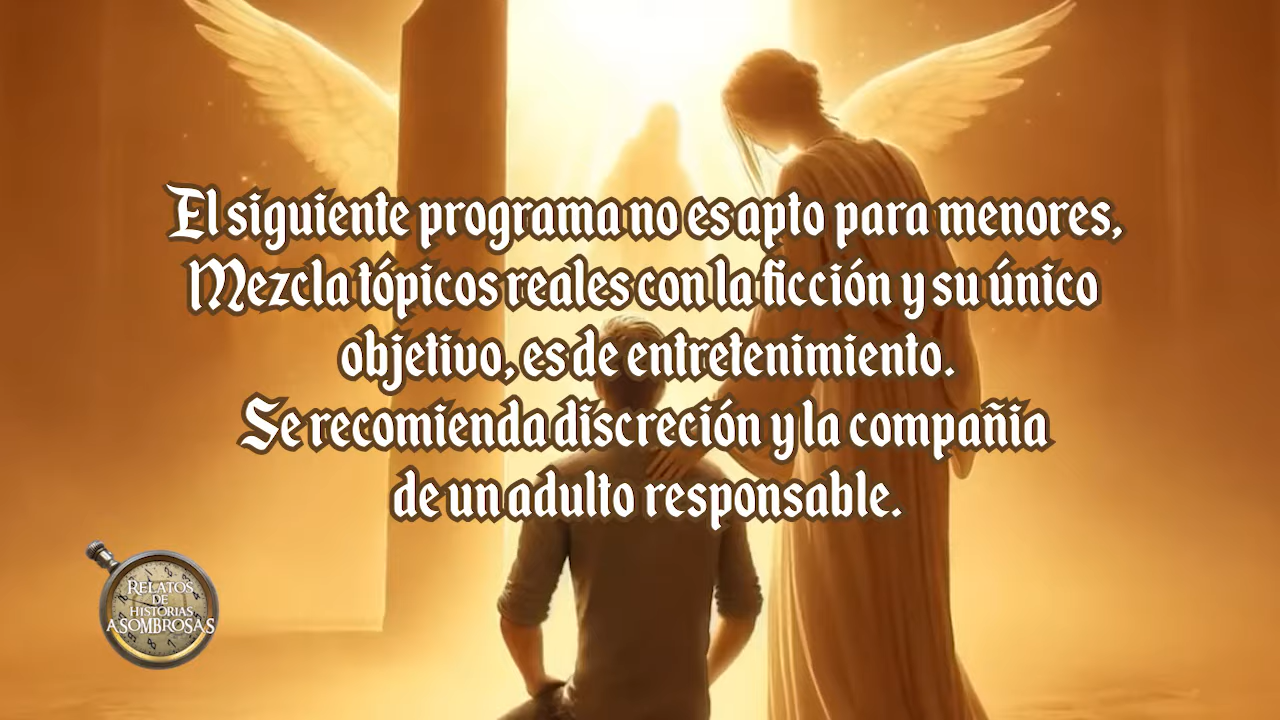 El siguiente programa no es apto para menores,
Mezcla tópicos reales con la ficción y su único
objetivo, es de entretenimiento.
Se recomienda discreción y la compañia
de un adulto responsable.
RELATOS
DE
HISTORIAS
ASOMBROSAS